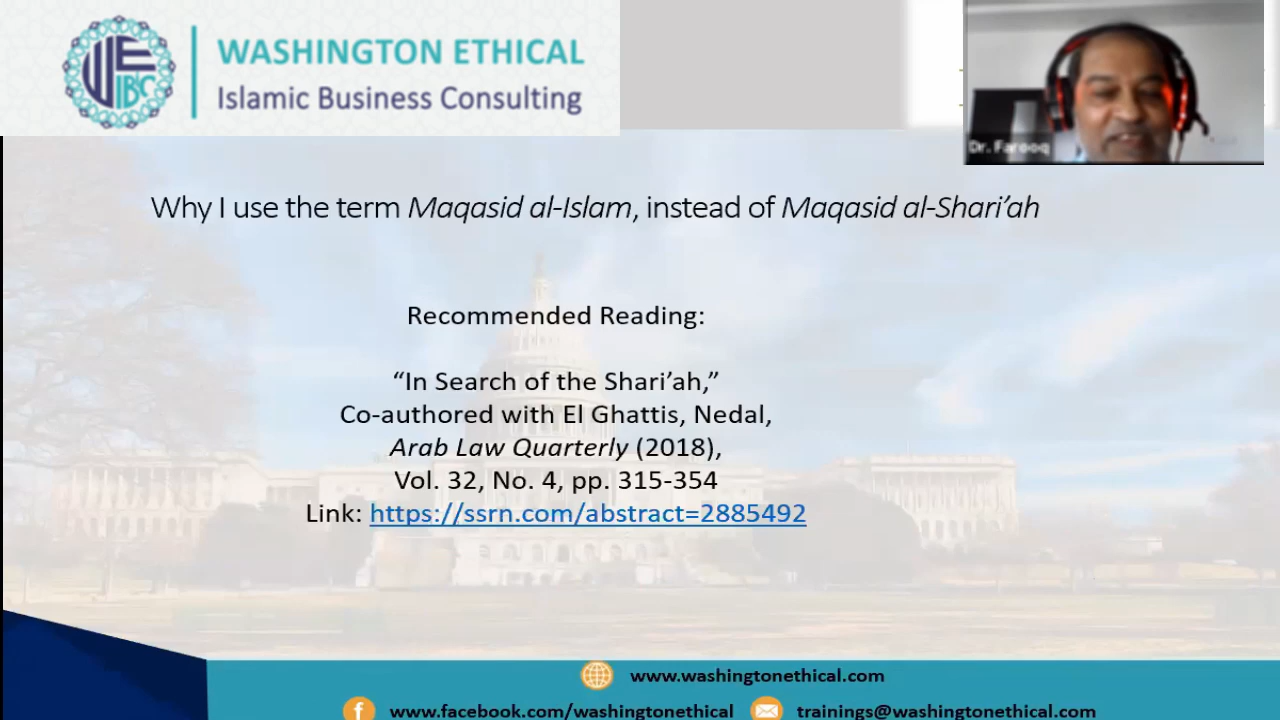 WASHINGTON ETHICAL
Islamic Business Consulting
WEIBC
Dr. Farooq
Why I use the term Maqasid al-Islam, instead of Maqasid al-Shari’ah
Recommended Reading:
“In Search of the Shari’ah,”
Co-authored with El Ghattis, Nedal,
Arab Law Quarterly (2018),
Vol. 32, No. 4, pp. 315-354
Link: https://ssrn.com/abstract=2885492
www.washingtonethical.com
www.facebook.com/washingtonethical
trainings@washingtonethical.com